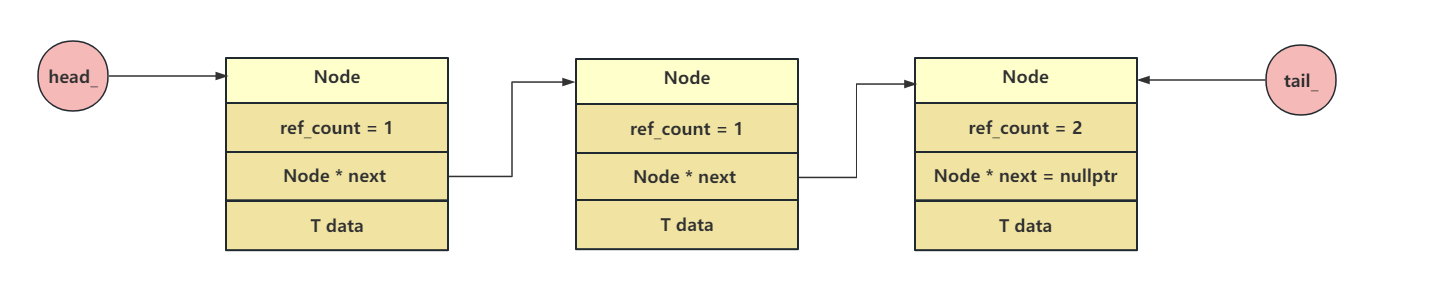 head_
Node
ref_count = 1
Node * next
T data
Node
ref_count = 1
Node * next
T data
Node
ref_count = 2
Node * next = nullptr
T data
tail_